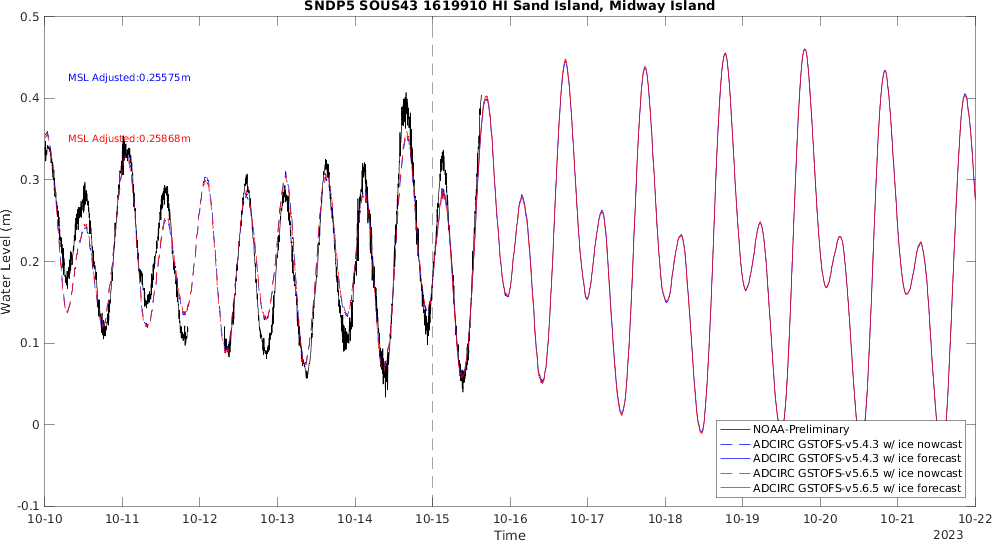 SNDP5 SOUS43 1619910 HI Sand Island, Midway Island
0.5
0.4
0.3
0.2
0.1
0
-0.1
Water Level (m)
MSL Adjusted:0.25575m
MSL Adjusted:0.25868m
NOAA-Preliminary
ADCIRC GSTOFS-v5.4.3 w/ ice nowcast
ADCIRC GSTOFS-v5.4.3 w/ ice forecast
ADCIRC GSTOFS-v5.6.5 w/ ice nowcast
ADCIRC GSTOFS-v5.6.5 w/ ice forecast
10-10 10-11 10-12 10-13 10-14 10-15 10-16 10-17 10-18 10-19 10-20 10-21 10-22
Time
2023